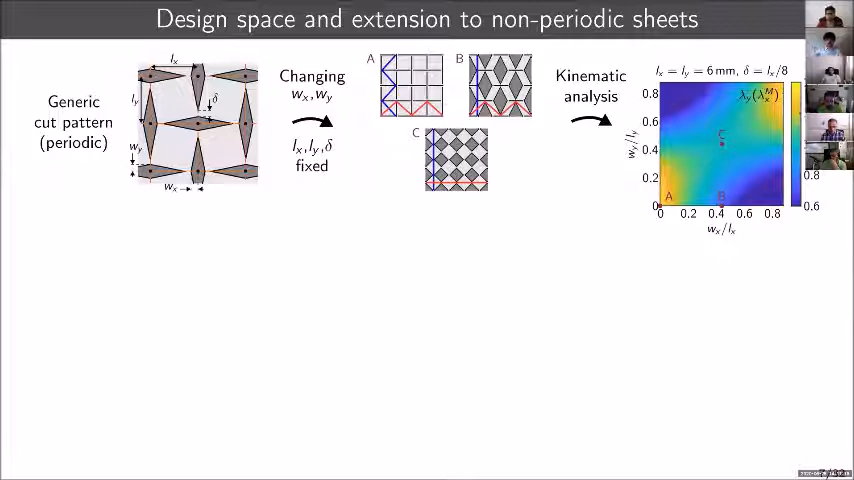 Design space and extension to non-periodic sheets
Generic
cut pattern
(periodic)
l_x
l_y
δ
w_y
w_x
Changing
w_x, w_y
l_x, l_y, δ
fixed
A
B
C
Kinematic
analysis
l_x = l_y = 6 mm, δ = l_x/8
λ_y(λ_x^M)
w_y/l_y
0.8
0.6
0.4
0.2
0
C
A
B
0 0.2 0.4 0.6 0.8
w_x/l_x
0.6